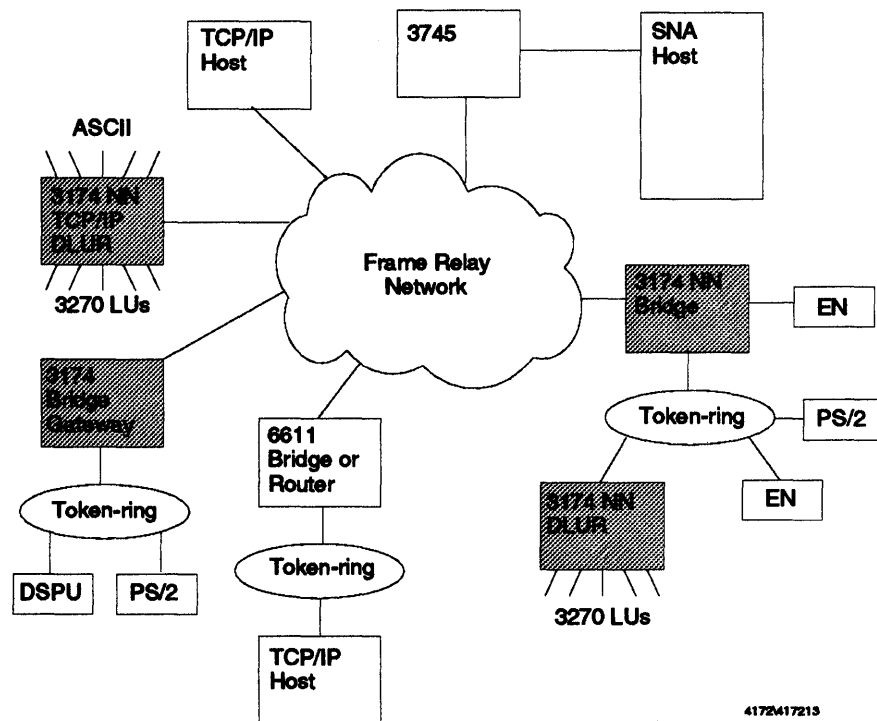 TCP/IP
Host
3745
SNA
Host
ASCII
3174 NN
TCP/IP
DLUR
3270 LUs
Frame Relay
Network
3174 NN
Bridge
EN
3174
Bridge
Gateway
Token-ring
DSPU
PS/2
6611
Bridge or
Router
Token-ring
TCP/IP
Host
Token-ring
PS/2
EN
3174 NN
DLUR
3270 LUs
4172\417213